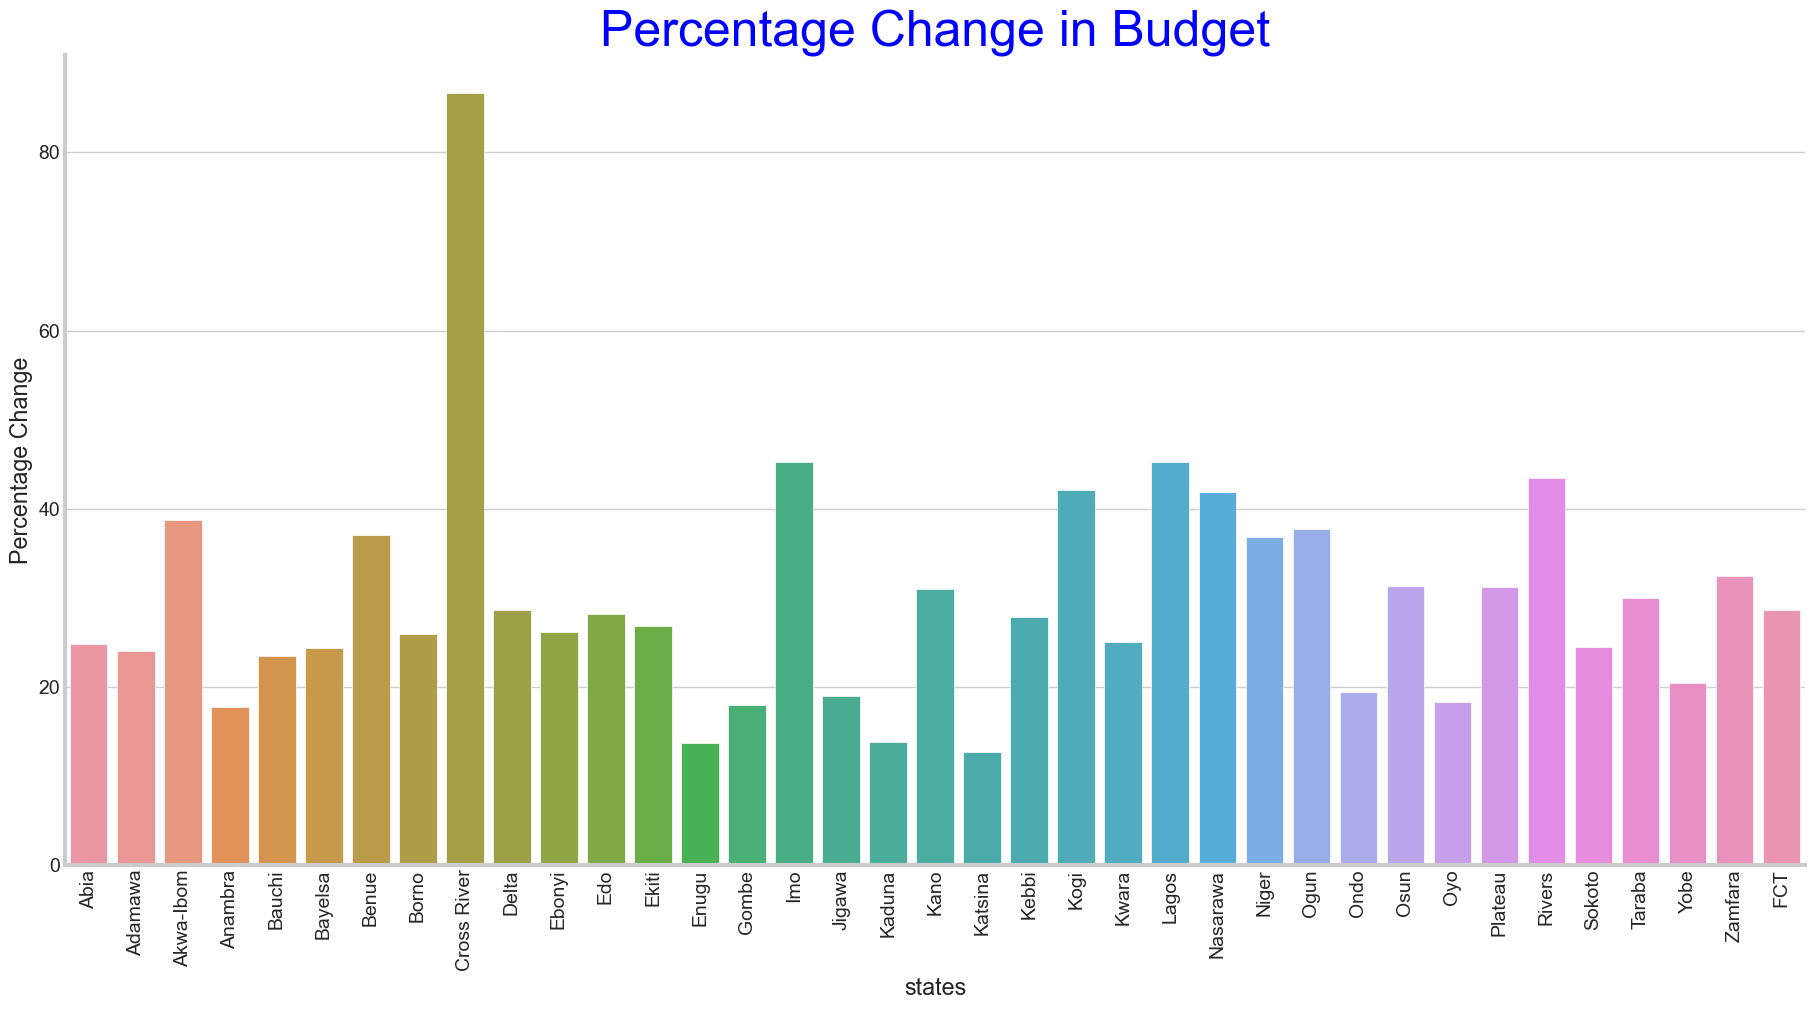 Percentage Change in Budget
Percentage Change
80
60
40
20
0
Abia
Adamawa
Akwa-Ibom
Anambra
Bauchi
Bayelsa
Benue
Borno
Cross River
Delta
Ebonyi
Edo
Ekiti
Enugu
Gombe
Imo
Jigawa
Kaduna
Kano
Katsina
Kebbi
Kogi
Kwara
Lagos
Nasarawa
Niger
Ogun
Ondo
Osun
Oyo
Plateau
Rivers
Sokoto
Taraba
Yobe
Zamfara
FCT
states